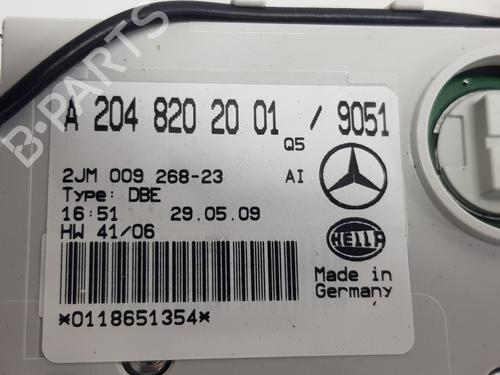 A 204 820 20 01 / 9051
Q5
2JM 009 268-23 AI
Type: DBE
16:51 29.05.09
HW 41/06
HELLA
Made in
Germany
*0118651354*
B-PARTS